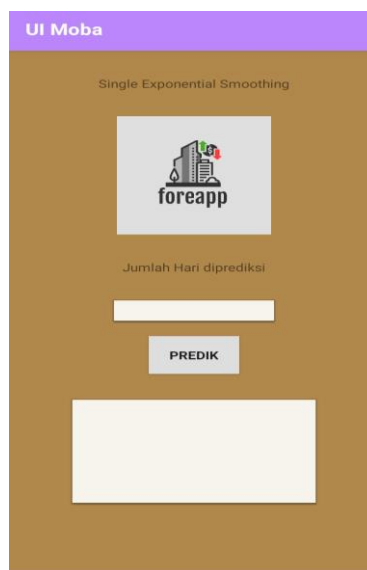 UI Moba
Single Exponential Smoothing
$
foreapp
Jumlah Hari diprediksi
PREDIK